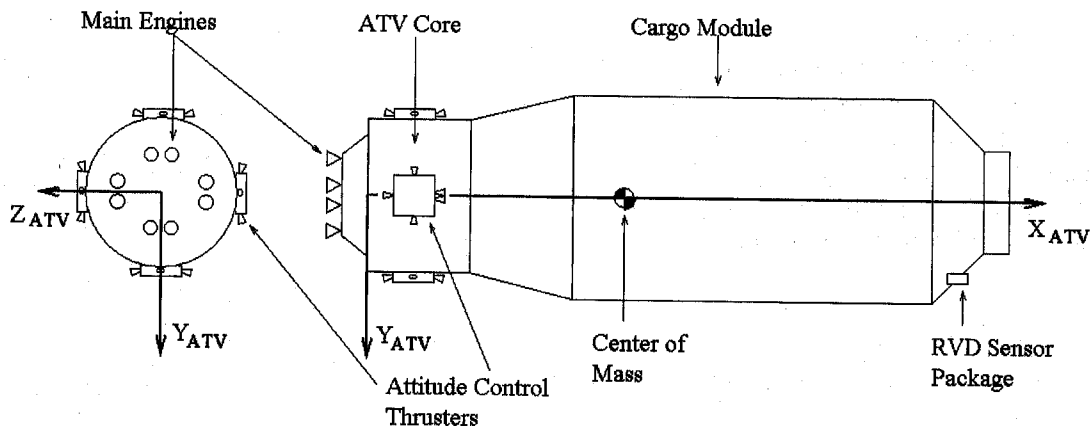 Main Engines
ATV Core
Cargo Module
Z ATV
Y ATV
Y ATV
X ATV
Attitude Control
Thrusters
Center of
Mass
RVD Sensor
Package